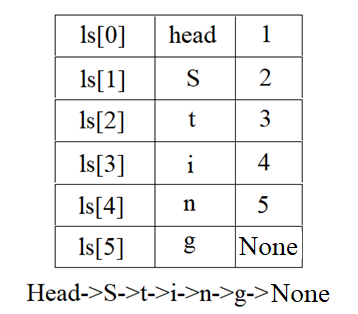 ls[0] head 1
ls[1] S 2
ls[2] t 3
ls[3] i 4
ls[4] n 5
ls[5] g None
Head->S->t->i->n->g->None